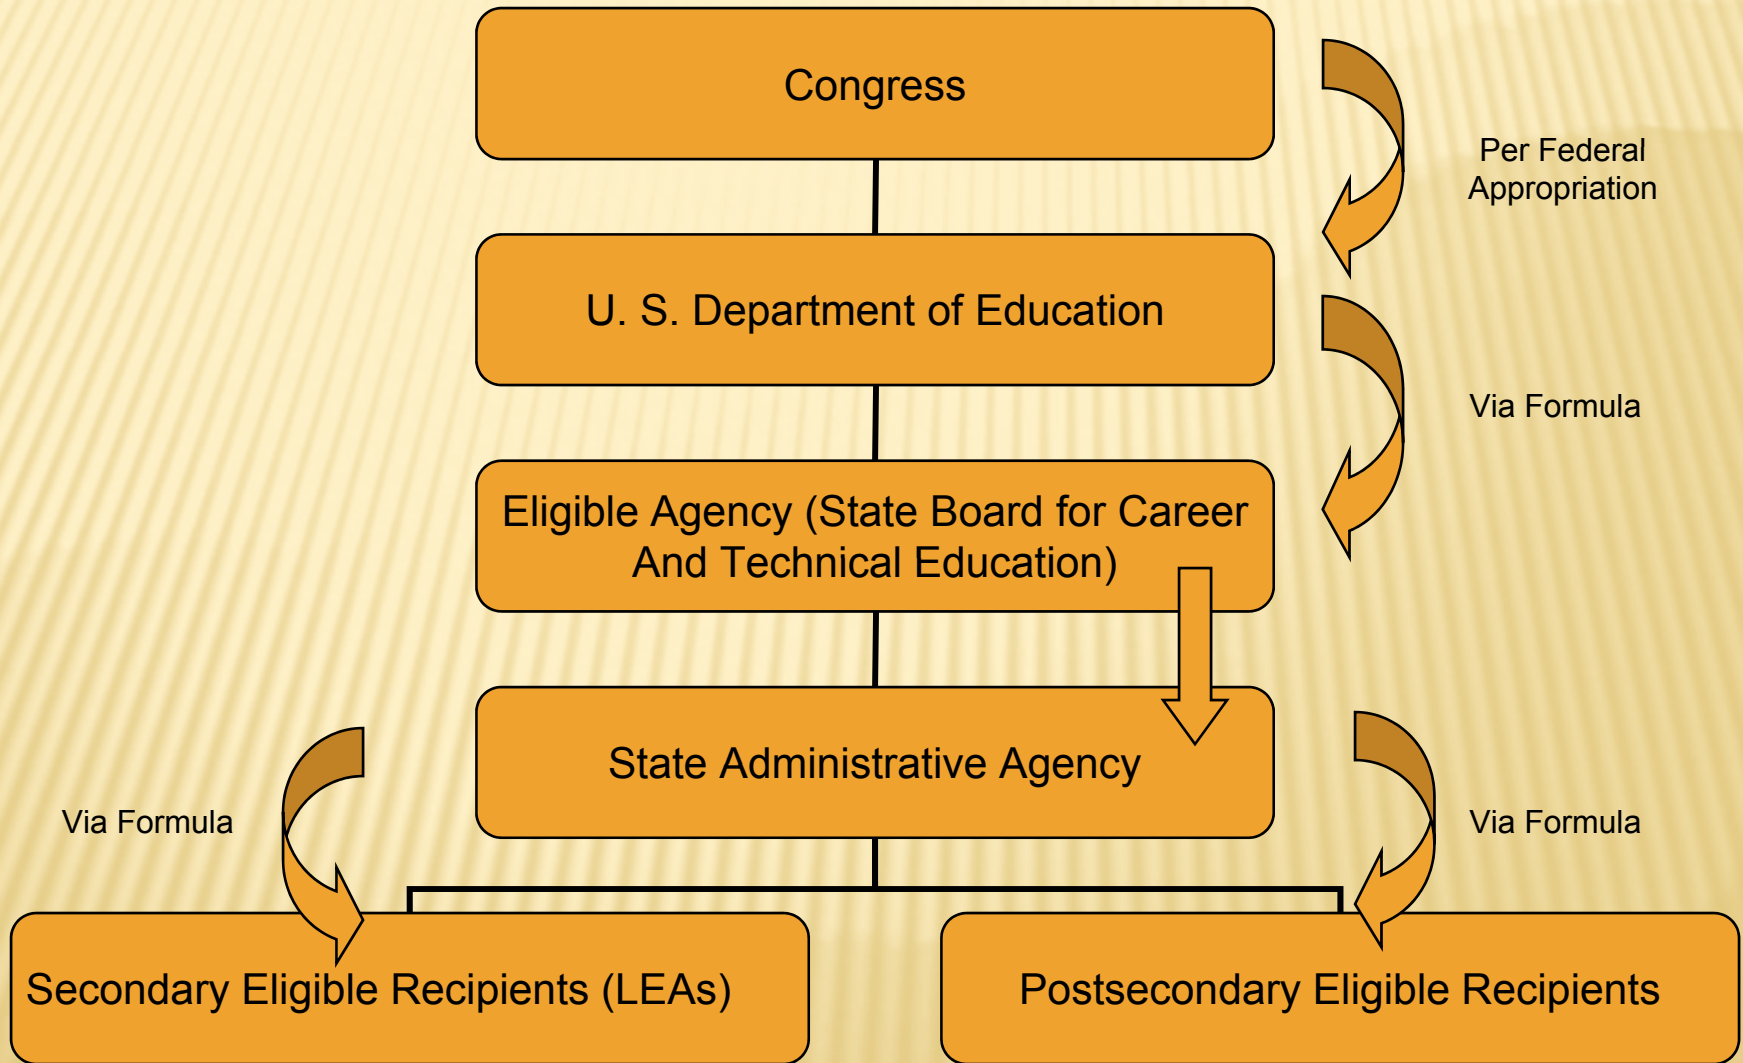 Congress
Per Federal
Appropriation
U. S. Department of Education
Via Formula
Eligible Agency (State Board for Career
And Technical Education)
State Administrative Agency
Via Formula
Via Formula
Secondary Eligible Recipients (LEAs)
Postsecondary Eligible Recipients